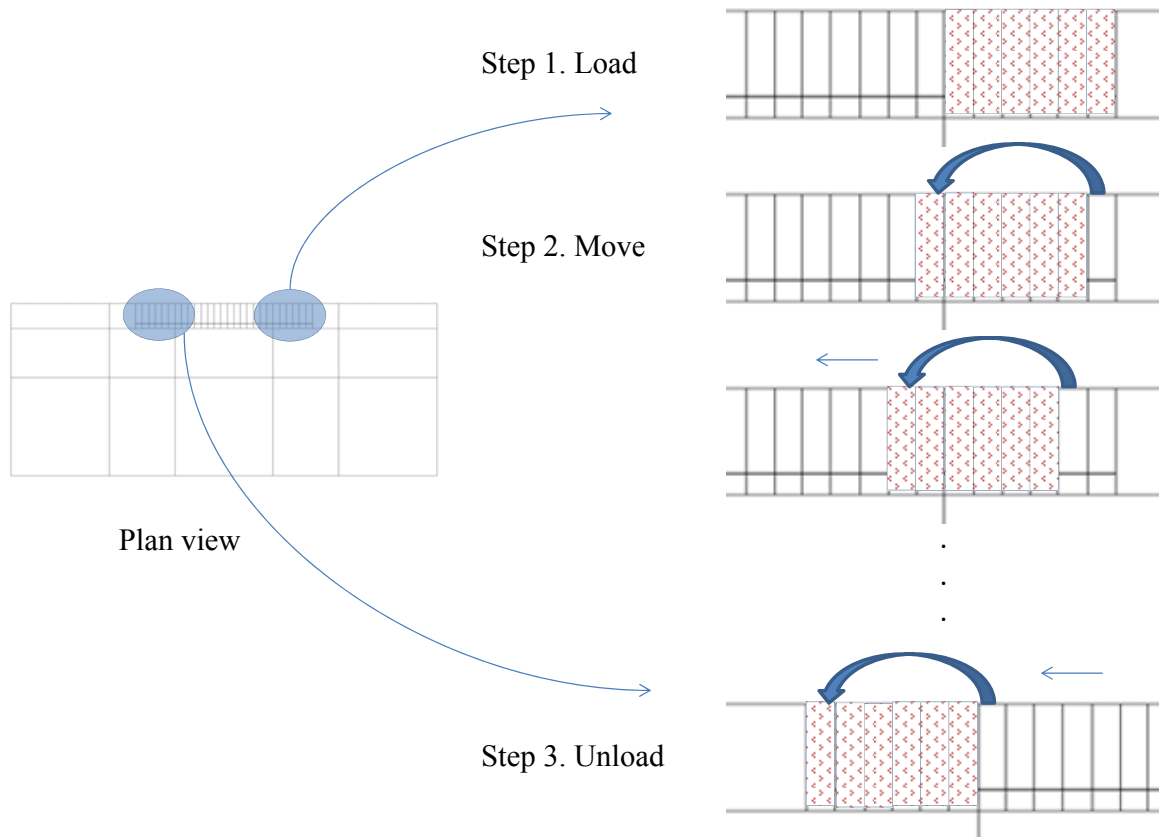 Step 1. Load
Step 2. Move
Plan view
.
.
.
Step 3. Unload